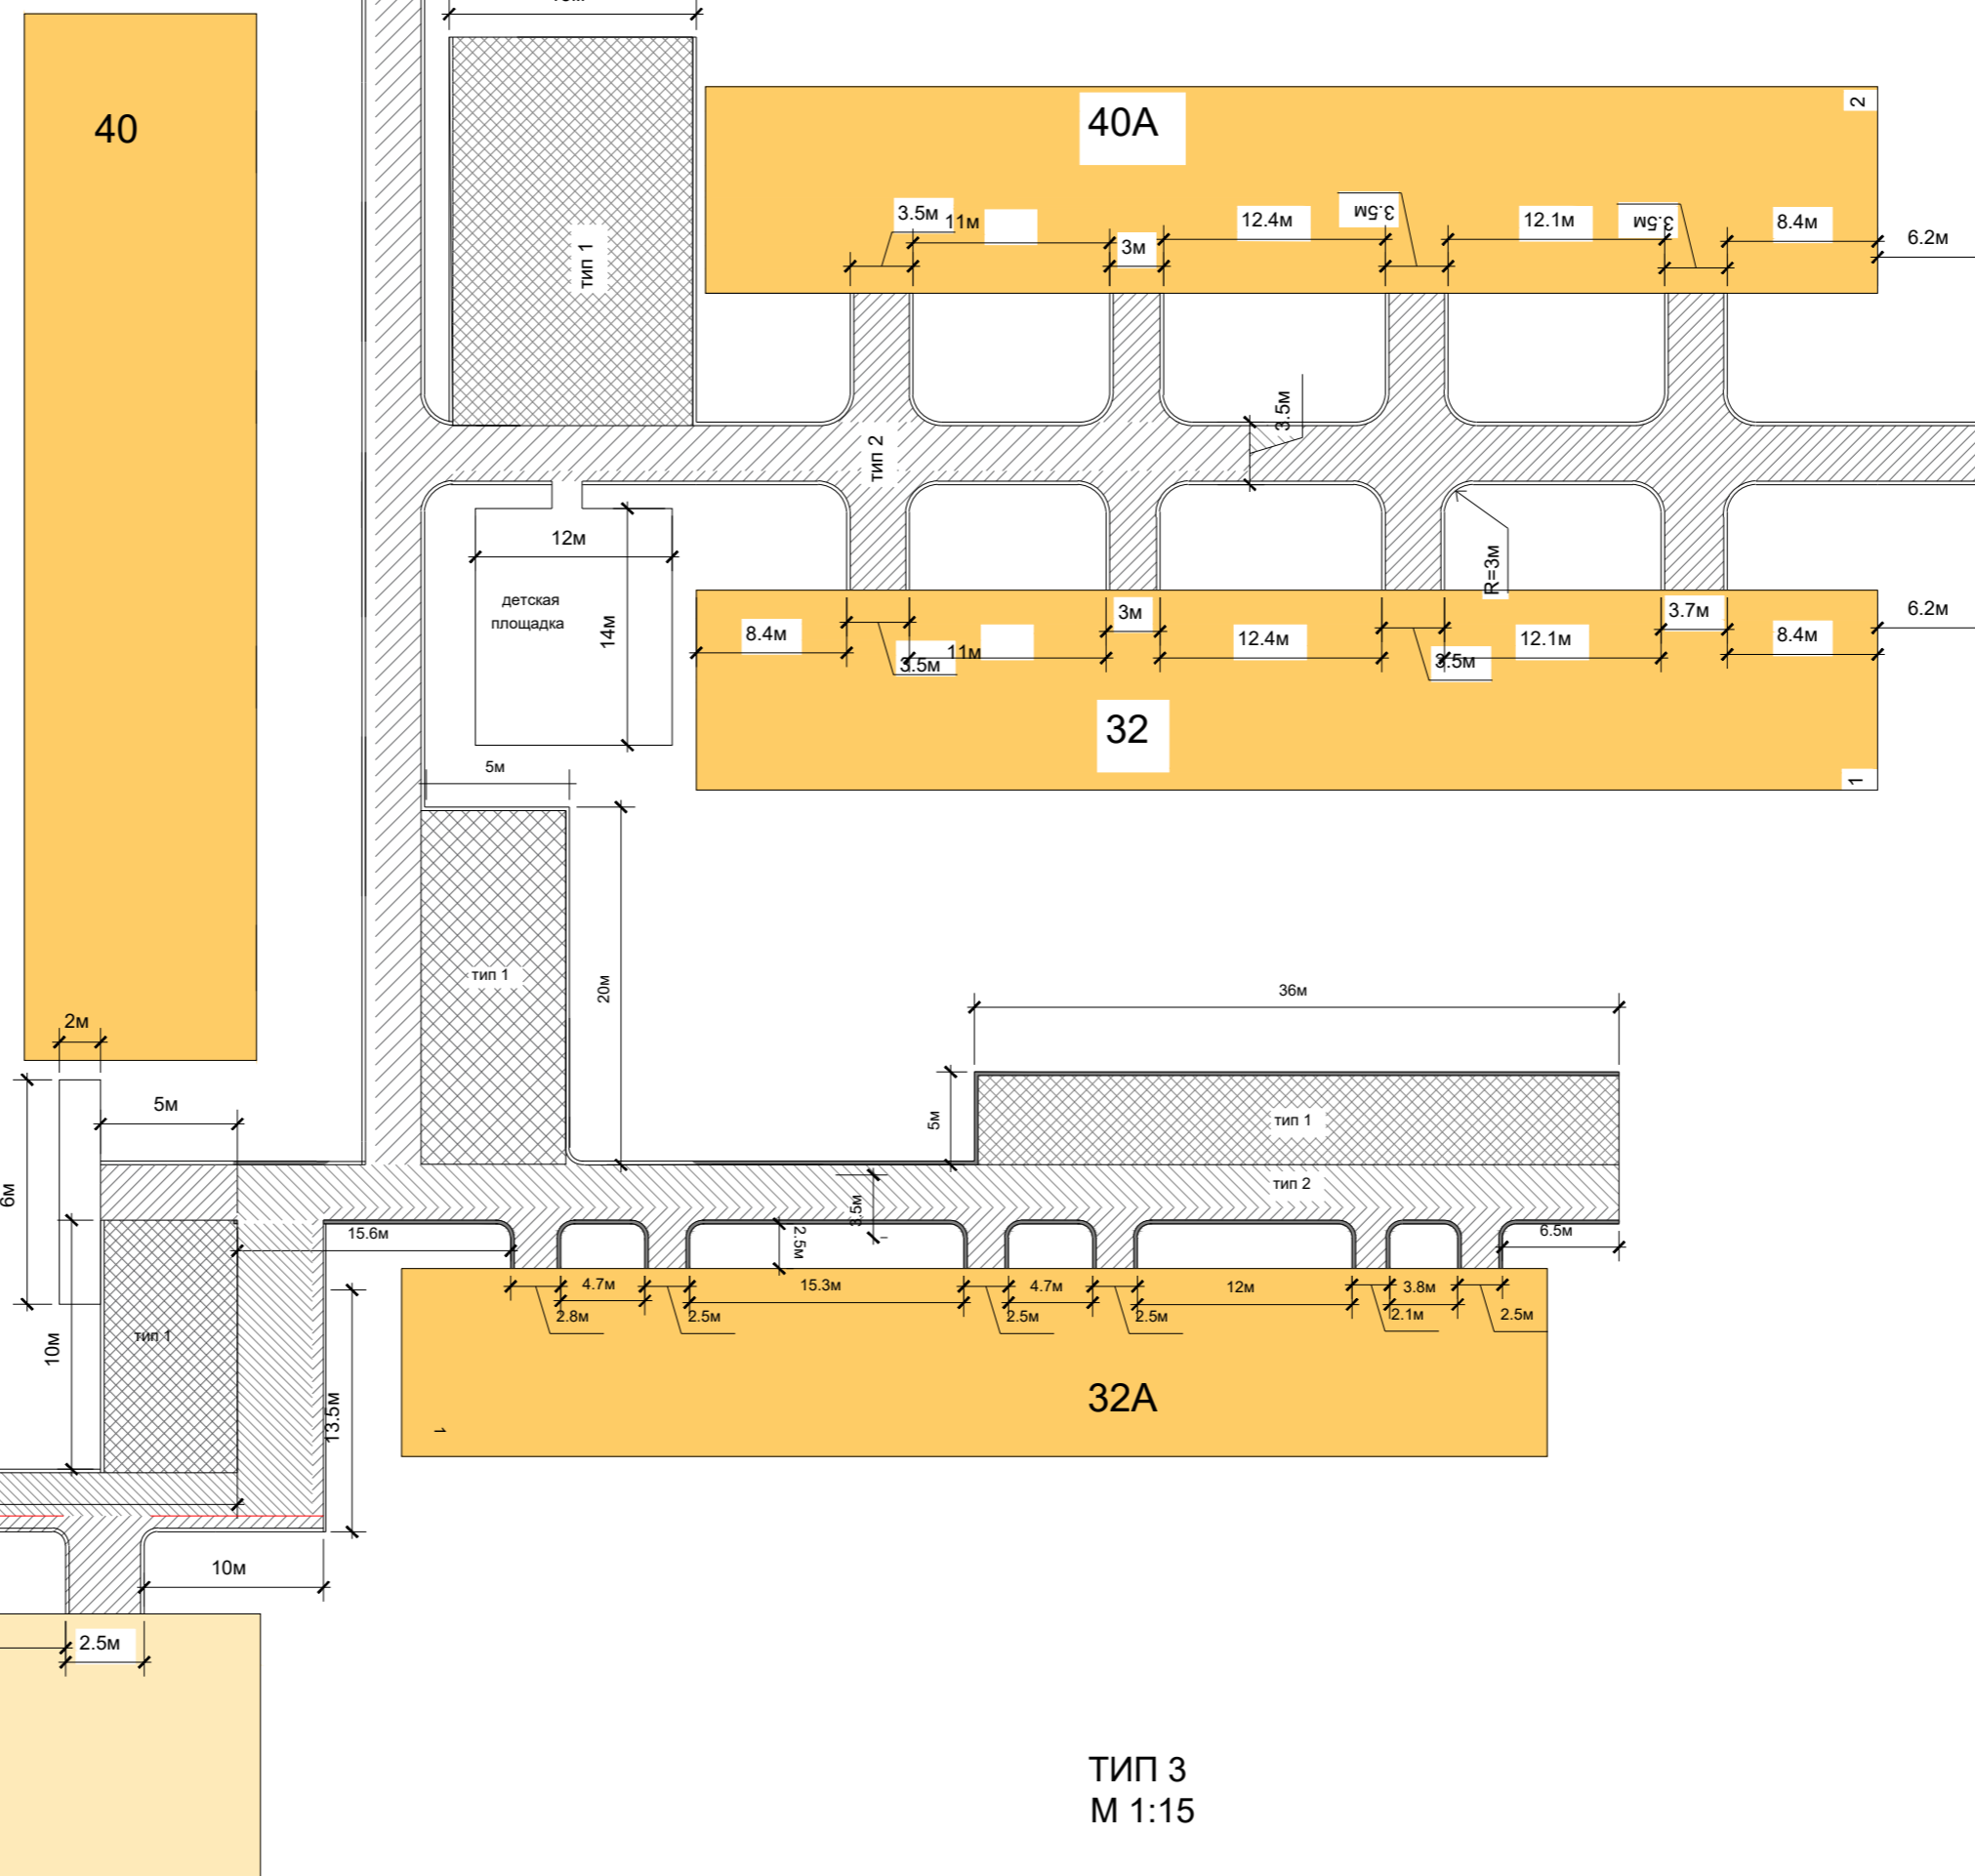 40
40А
2
тип 1
3.5м
11м
3м
12.4м
3.5м
12.1м
3.5м
8.4м
6.2м
3.5м
тип 2
12м
детская
площадка
14м
R=3м
8.4м
3.5м
11м
3м
12.4м
3.5м
12.1м
3.7м
8.4м
6.2м
32
1
5м
тип 1
20м
36м
2м
5м
6м
5м
тип 1
тип 2
15.6м
2.5м
3.5м
6.5м
4.7м
15.3м
4.7м
12м
3.8м
2.8м
2.5м
2.5м
2.5м
2.1м
2.5м
10м
тип 1
13.5м
32А
1
10м
2.5м
ТИП 3
М 1:15